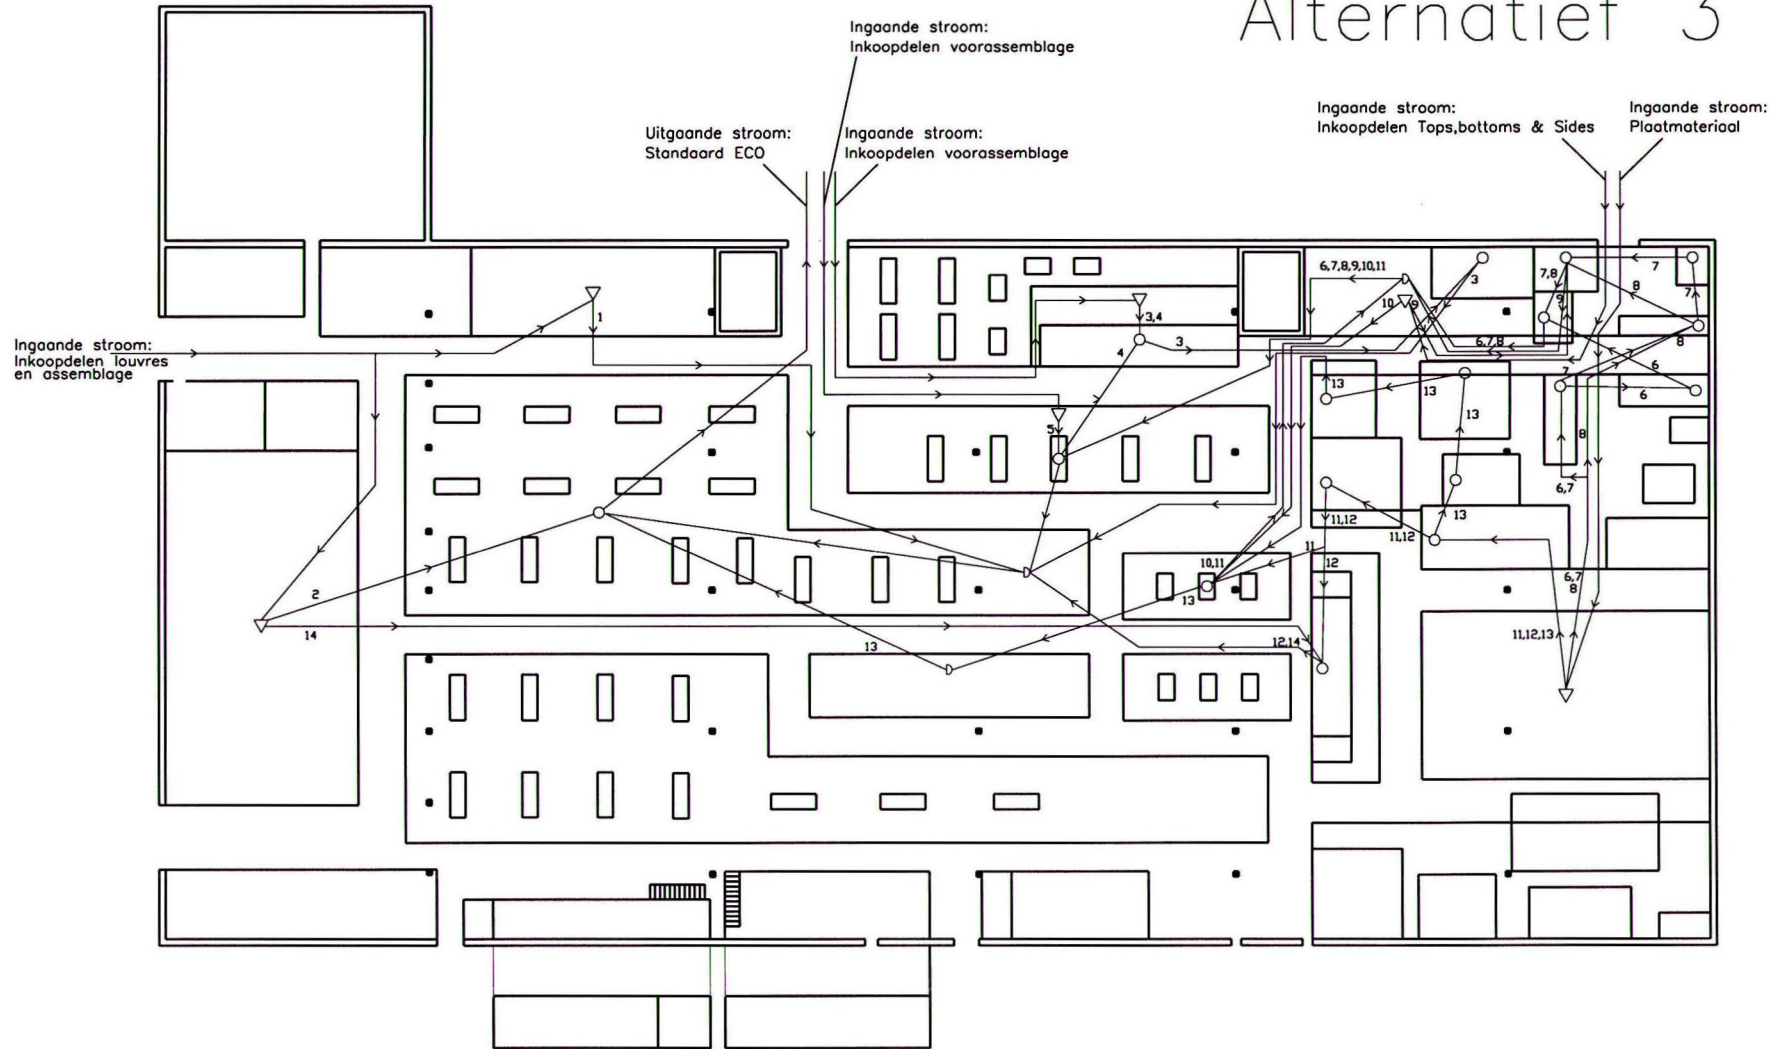 Alternatief 3
Ingaande stroom:
Inkoopdelen voorassemblage
Uitgaande stroom:
Standaard ECO
Ingaande stroom:
Inkoopdelen voorassemblage
Ingaande stroom:
Inkoopdelen Tops,bottoms & Sides
Ingaande stroom:
Plaatmateriaal
Ingaande stroom:
Inkoopdelen louvres
en assemblage
1
3,4
3
4
5
6,7,8,9,10,11
10
9
3
7,8
9
7
8
7
6,7,8
8
6
7
6
13
13
13
8
6,7
13
11,12
11,12
11
12
10,11
13
6,7
8
11,12,13
2
14
13
12,14